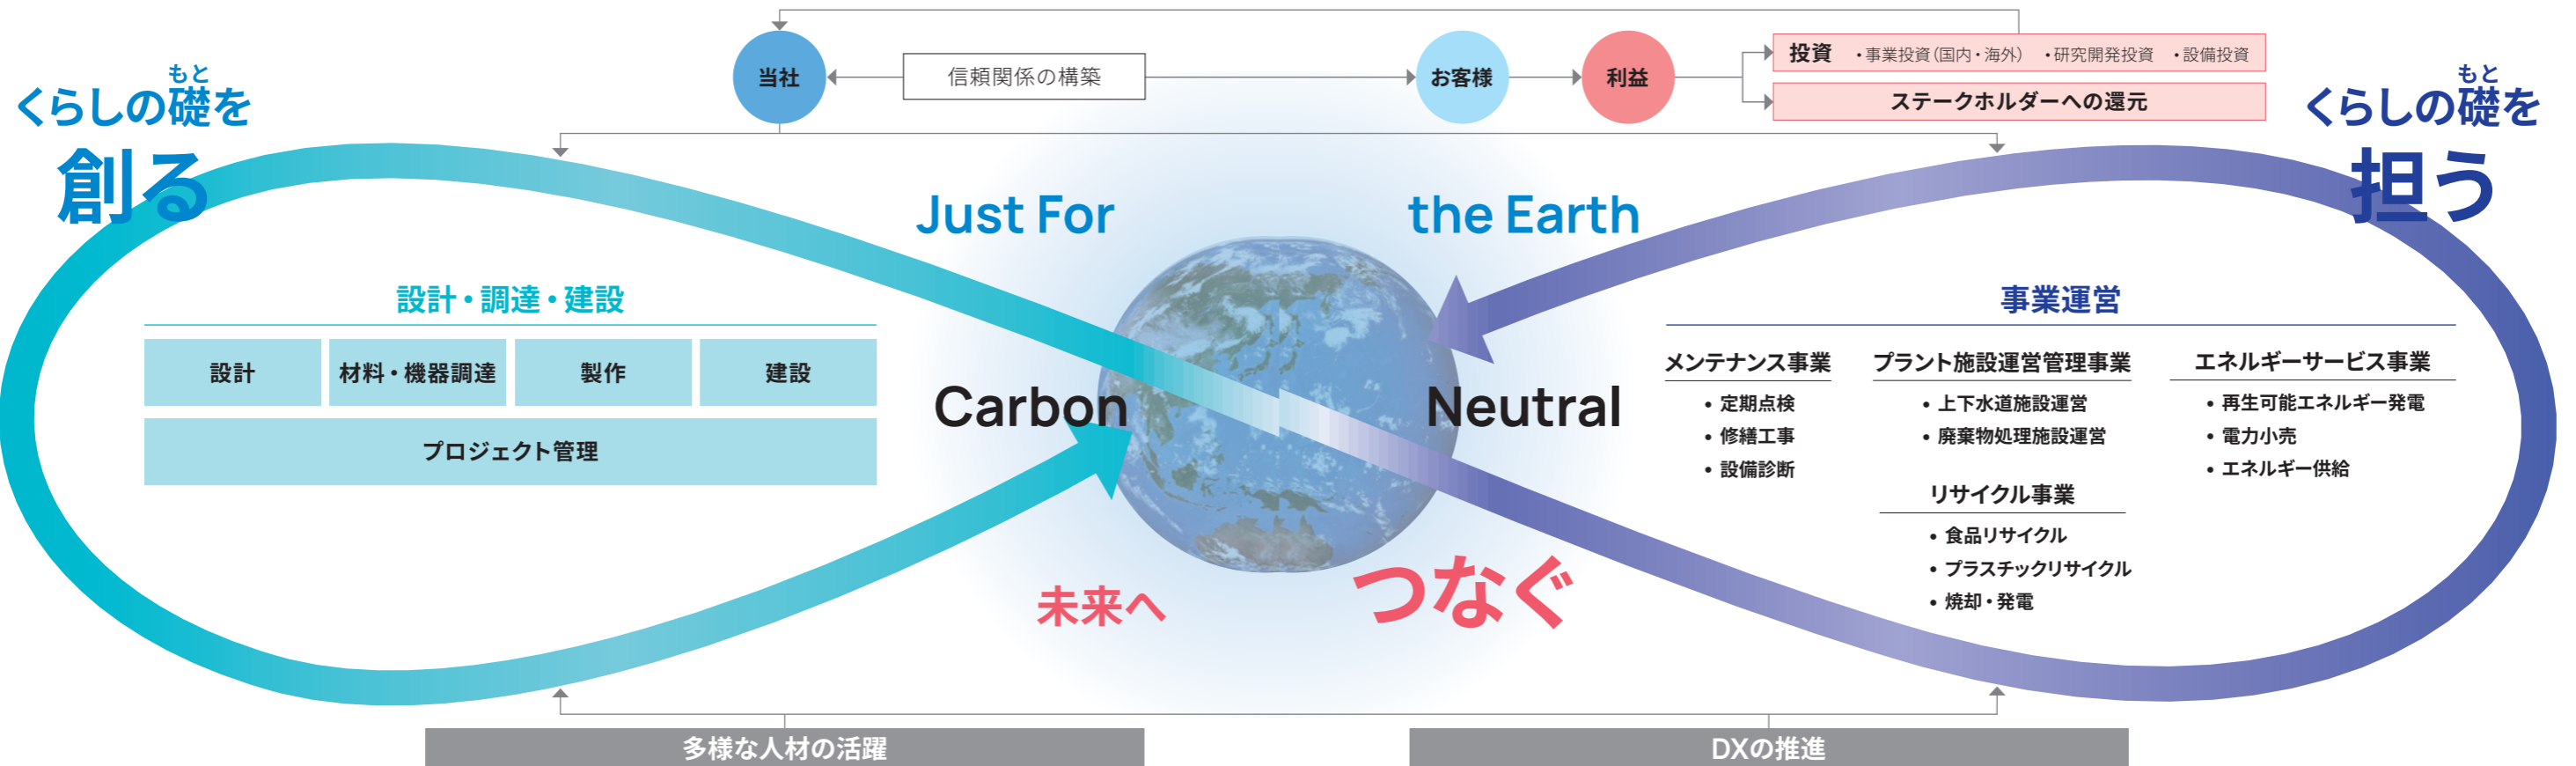 当社
信頼関係の構築
お客様
利益
投資 ・事業投資(国内・海外) ・研究開発投資 ・設備投資
ステークホルダーへの還元
もと
くらしの礎を
創る
もと
くらしの礎を
担う
Just For the Earth
Carbon Neutral
未来へ つなぐ
設計・調達・建設
設計
材料・機器調達
製作
建設
プロジェクト管理
事業運営
メンテナンス事業
• 定期点検
• 修繕工事
• 設備診断
プラント施設運営管理事業
• 上下水道施設運営
• 廃棄物処理施設運営
リサイクル事業
• 食品リサイクル
• プラスチックリサイクル
• 焼却・発電
エネルギーサービス事業
• 再生可能エネルギー発電
• 電力小売
• エネルギー供給
多様な人材の活躍
DXの推進